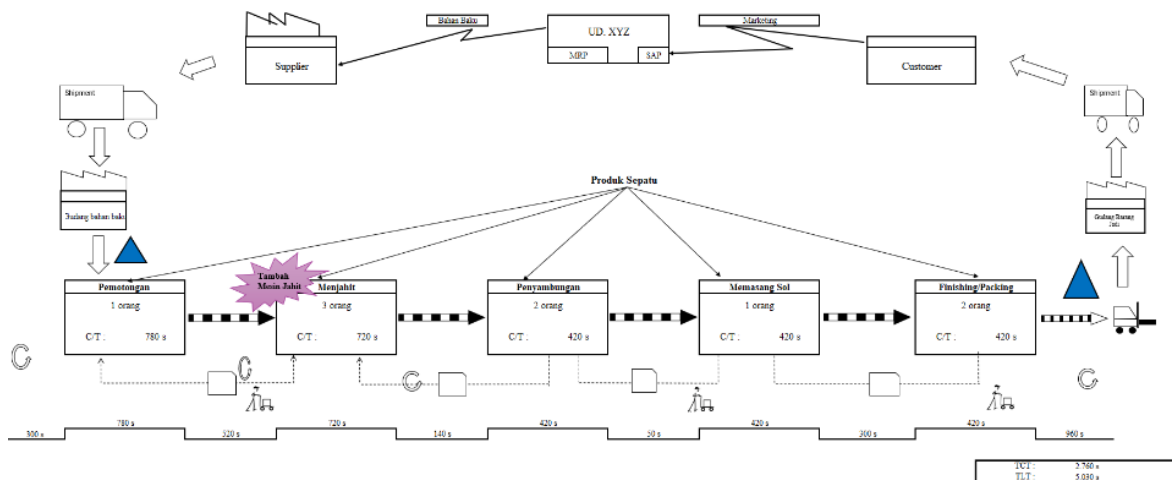 Bahan Baku
Marketing
UD. XYZ
MRP
SAP
Supplier
Customer
Shipment
Shipment
Produk Sepatu
Gudang bahan baku
Gudang Barang
Jadi
Tambah
Mesin Jahit
Pemotongan
1 orang
C/T : 780 s
Menjahit
3 orang
C/T : 720 s
Penyambungan
2 orang
C/T : 420 s
Memasang Sol
1 orang
C/T : 420 s
Finishing/Packing
2 orang
C/T : 420 s
300 s
780 s
520 s
720 s
140 s
420 s
50 s
420 s
300 s
420 s
960 s
TCT : 2.760 s
TLT : 5.030 s